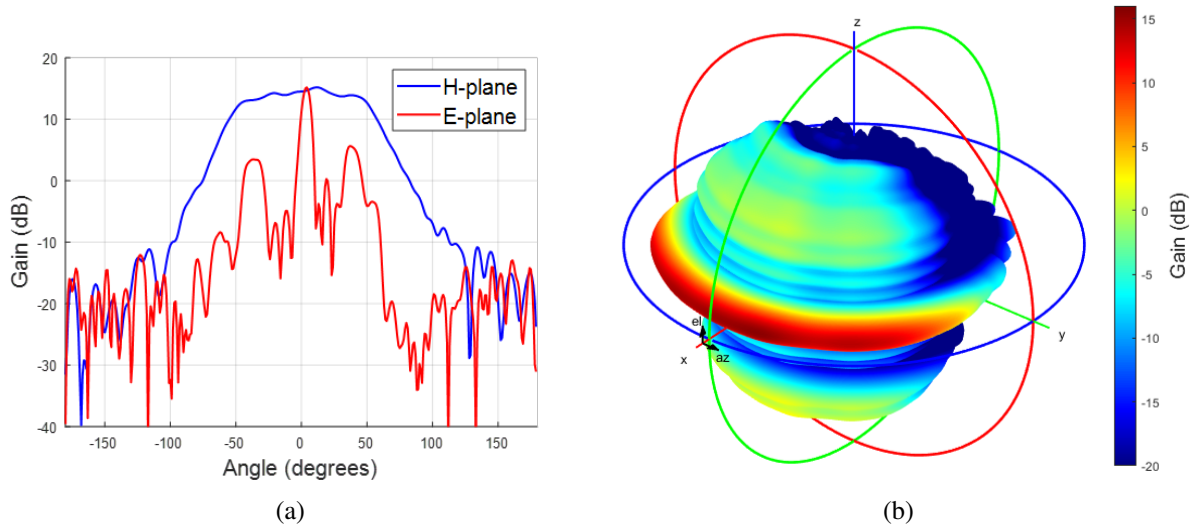 20
10
0
-10
-20
-30
-40
Gain (dB)
H-plane
E-plane
-150 -100 -50 0 50 100 150
Angle (degrees)
(a)
z
y
x
el
az
15
10
5
0
-5
-10
-15
-20
Gain (dB)
(b)